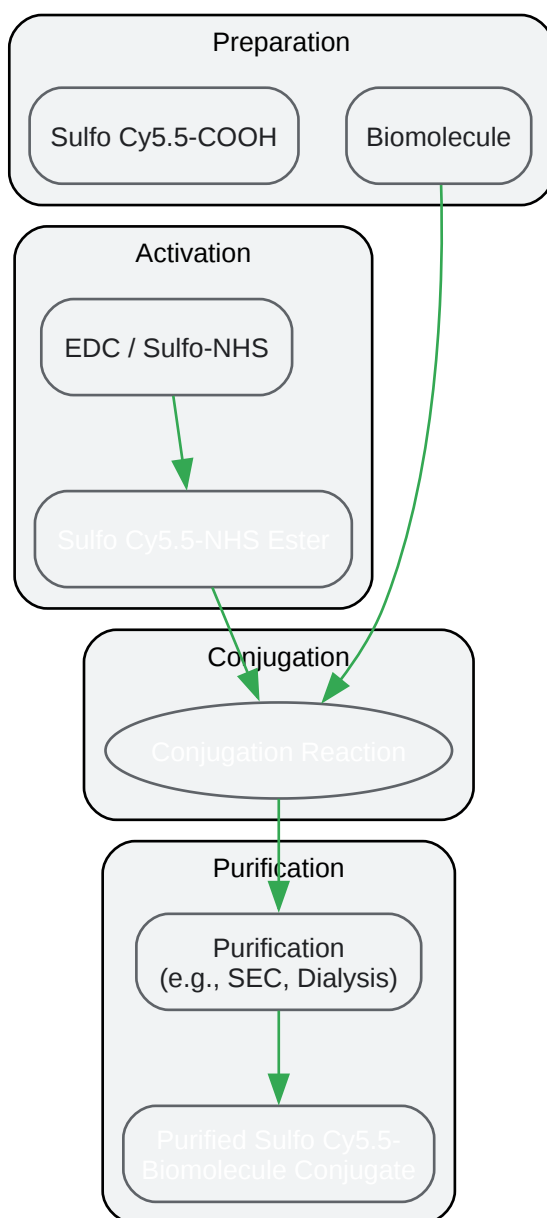 Preparation
Sulfo Cy5.5-COOH
Biomolecule
Activation
EDC / Sulfo-NHS
Sulfo Cy5.5-NHS Ester
Conjugation
Conjugation Reaction
Purification
Purification
(e.g., SEC, Dialysis)
Purified Sulfo Cy5.5-
Biomolecule Conjugate